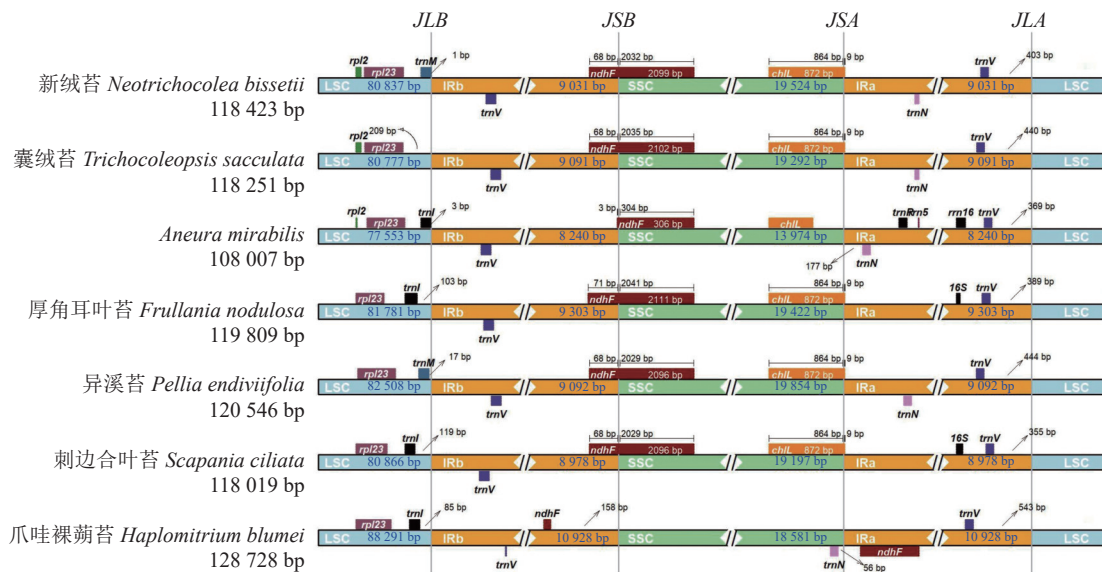 JLB JSB JSA JLA
rpl2 rpl23 trnM 1 bp 68 bp 2032 bp 864 bp 9 bp trnV 403 bp
新绒苔 Neotrichocolea bissetii LSC 80 837 bp IRb 9 031 bp ndhF 2099 bp SSC chlL 872 bp 19 524 bp IRa 9 031 bp LSC
118 423 bp trnV trnN
rpl2 209 bp rpl23 68 bp 2035 bp 864 bp 9 bp trnV 440 bp
囊绒苔 Trichocoleopsis sacculata LSC 80 777 bp IRb 9 091 bp ndhF 2102 bp SSC chlL 872 bp 19 292 bp IRa 9 091 bp LSC
118 251 bp trnV trnN
rpl2 rpl23 trnI 3 bp 3 bp 304 bp trnR rrn5 rrn16 trnV 369 bp
Aneura mirabilis LSC 77 553 bp IRb 8 240 bp ndhF 306 bp SSC chlL 13 974 bp IRa 8 240 bp LSC
108 007 bp trnV 177 bp trnN
rpl23 trnI 103 bp 71 bp 2041 bp 864 bp 9 bp 16S trnV 389 bp
厚角耳叶苔 Frullania nodulosa LSC 81 781 bp IRb 9 303 bp ndhF 2111 bp SSC chlL 872 bp 19 422 bp IRa 9 303 bp LSC
119 809 bp trnV
rpl23 trnM 17 bp 68 bp 2029 bp 864 bp 9 bp trnV 444 bp
异溪苔 Pellia endiviifolia LSC 82 508 bp IRb 9 092 bp ndhF 2096 bp SSC chlL 872 bp 19 854 bp IRa 9 092 bp LSC
120 546 bp trnV trnN
rpl23 trnI 119 bp 68 bp 2029 bp 864 bp 9 bp 16S trnV 355 bp
刺边合叶苔 Scapania ciliata LSC 80 866 bp IRb 8 978 bp ndhF 2096 bp SSC chlL 872 bp 19 197 bp IRa 8 978 bp LSC
118 019 bp trnV
rpl23 trnI 85 bp ndhF 158 bp trnV 543 bp
爪哇裸蒴苔 Haplomitrium blumei LSC 88 291 bp IRb 10 928 bp SSC 18 581 bp IRa 10 928 bp LSC
128 728 bp trnV trnN 56 bp ndhF